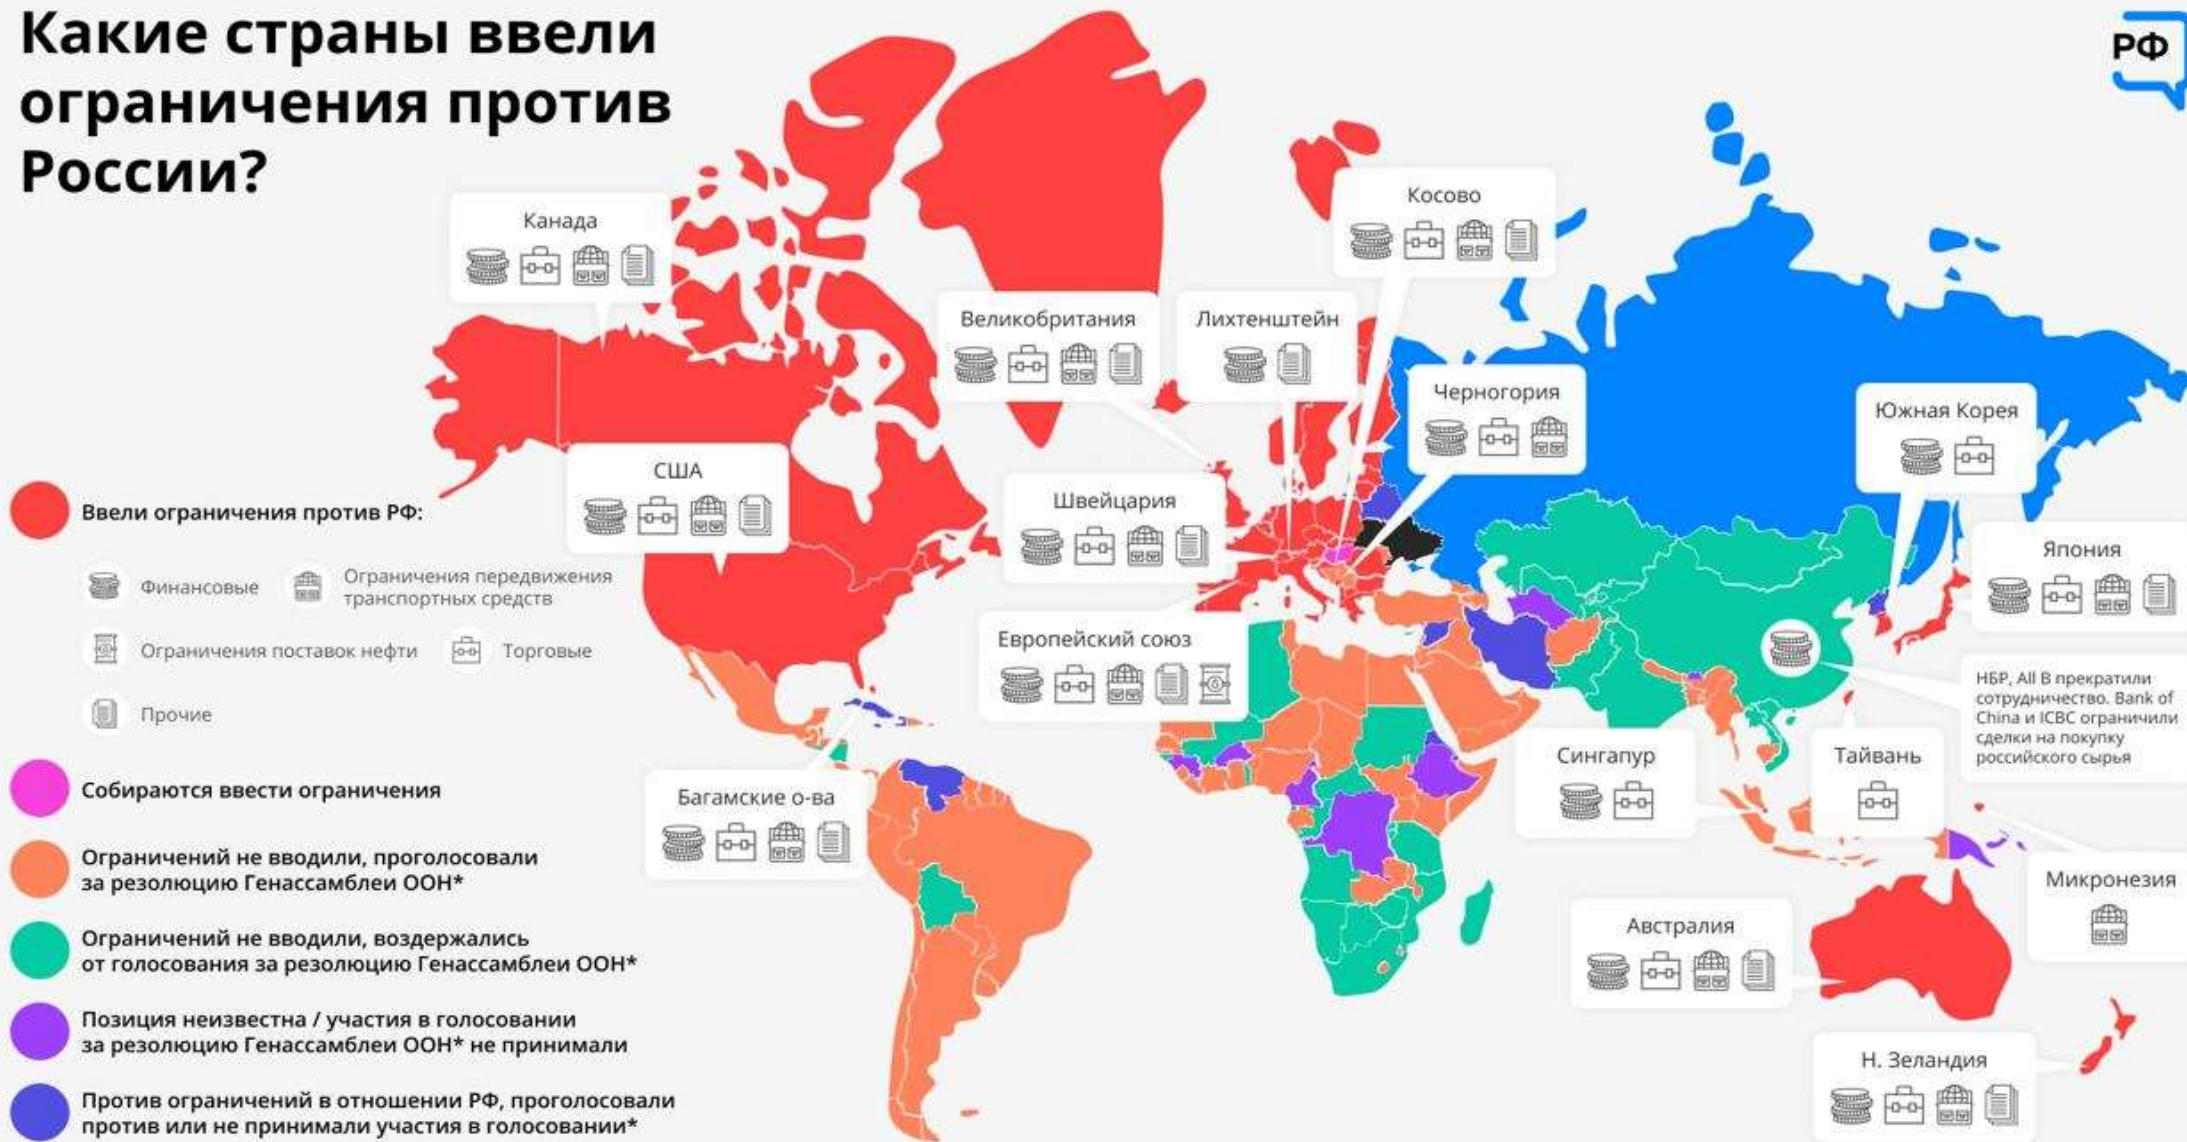 Какие страны ввели
ограничения против
России?
РФ
Канада
Косово
Великобритания
Лихтенштейн
Черногория
Южная Корея
США
Швейцария
Япония
Европейский союз
НБР, All B прекратили
сотрудничество. Bank of
China и ICBC ограничили
сделки на покупку
российского сырья
Сингапур
Тайвань
Багамские о-ва
Микронезия
Австралия
Н. Зеландия
Ввели ограничения против РФ:
Финансовые
Ограничения передвижения
транспортных средств
Ограничения поставок нефти
Торговые
Прочие
Собираются ввести ограничения
Ограничений не вводили, проголосовали
за резолюцию Генассамблеи ООН*
Ограничений не вводили, воздержались
от голосования за резолюцию Генассамблеи ООН*
Позиция неизвестна / участия в голосовании
за резолюцию Генассамблеи ООН* не принимали
Против ограничений в отношении РФ, проголосовали
против или не принимали участия в голосовании*